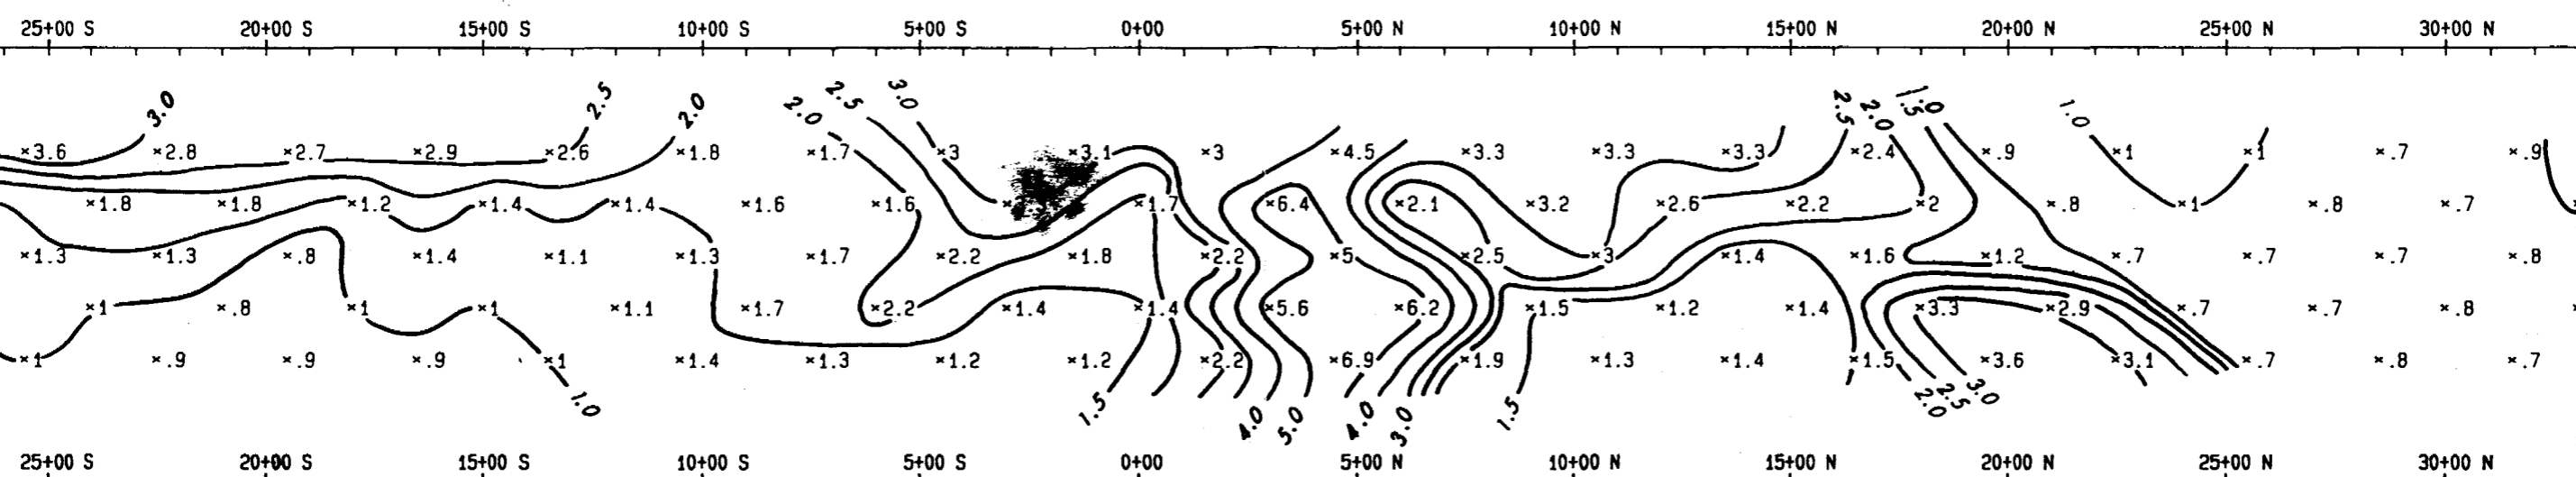 25+00 S 20+00 S 15+00 S 10+00 S 5+00 S 0+00 5+00 N 10+00 N 15+00 N 20+00 N 25+00 N 30+00 N
3.0 2.5 2.0 2.0 2.5 3.0 2.5 2.0 1.5 1.0 1.0
×3.6 ×2.8 ×2.7 ×2.9 ×2.6 ×1.8 ×1.7 ×3 ×3.1 ×3 ×4.5 ×3.3 ×3.3 ×3.3 ×2.4 ×.9 ×1 ×1 ×.7 ×.9
×1.8 ×1.8 ×1.2 ×1.4 ×1.4 ×1.6 ×1.6 ×1.7 ×6.4 ×2.1 ×3.2 ×2.6 ×2.2 ×2 ×.8 ×1 ×.8 ×.7
×1.3 ×1.3 ×.8 ×1.4 ×1.1 ×1.3 ×1.7 ×2.2 ×1.8 ×2.2 ×5 ×2.5 ×3 ×1.4 ×1.6 ×1.2 ×.7 ×.7 ×.7 ×.8
×1 ×.8 ×1 ×1 ×1.1 ×1.7 ×2.2 ×1.4 ×1.4 ×5.6 ×6.2 ×1.5 ×1.2 ×1.4 ×3.3 ×2.9 ×.7 ×.7 ×.8
×1 ×.9 ×.9 ×.9 ×1 ×1.4 ×1.3 ×1.2 ×1.2 ×2.2 ×6.9 ×1.9 ×1.3 ×1.4 ×1.5 ×3.6 ×3.1 ×.7 ×.8 ×.7
1.0 1.5 4.0 5.0 4.0 3.0 1.5 2.0 2.5 3.0
25+00 S 20+00 S 15+00 S 10+00 S 5+00 S 0+00 5+00 N 10+00 N 15+00 N 20+00 N 25+00 N 30+00 N